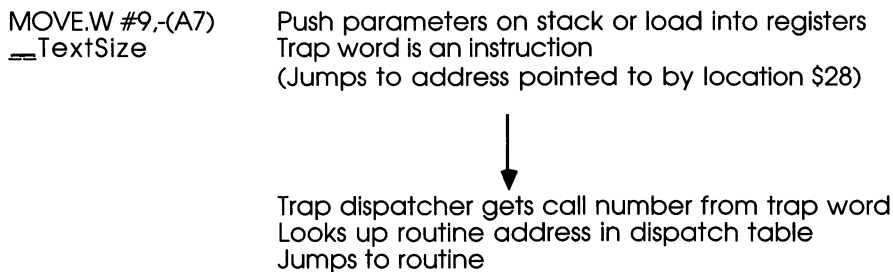 MOVE.W #9,-(A7) Push parameters on stack or load into registers
__TextSize Trap word is an instruction
(Jumps to address pointed to by location $28)
Trap dispatcher gets call number from trap word
Looks up routine address in dispatch table
Jumps to routine